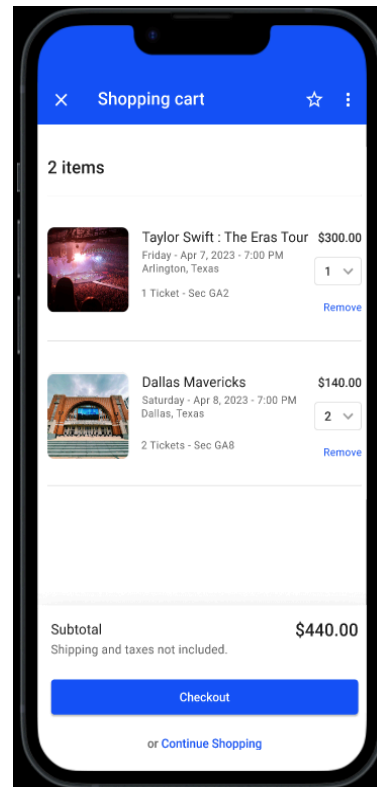 Shopping cart
2 items
Taylor Swift : The Eras Tour $300.00
Friday - Apr 7, 2023 - 7:00 PM
Arlington, Texas
1
1 Ticket - Sec GA2
Remove
Dallas Mavericks $140.00
Saturday - Apr 8, 2023 - 7:00 PM
Dallas, Texas
2
2 Tickets - Sec GA8
Remove
Subtotal $440.00
Shipping and taxes not included.
Checkout
or Continue Shopping